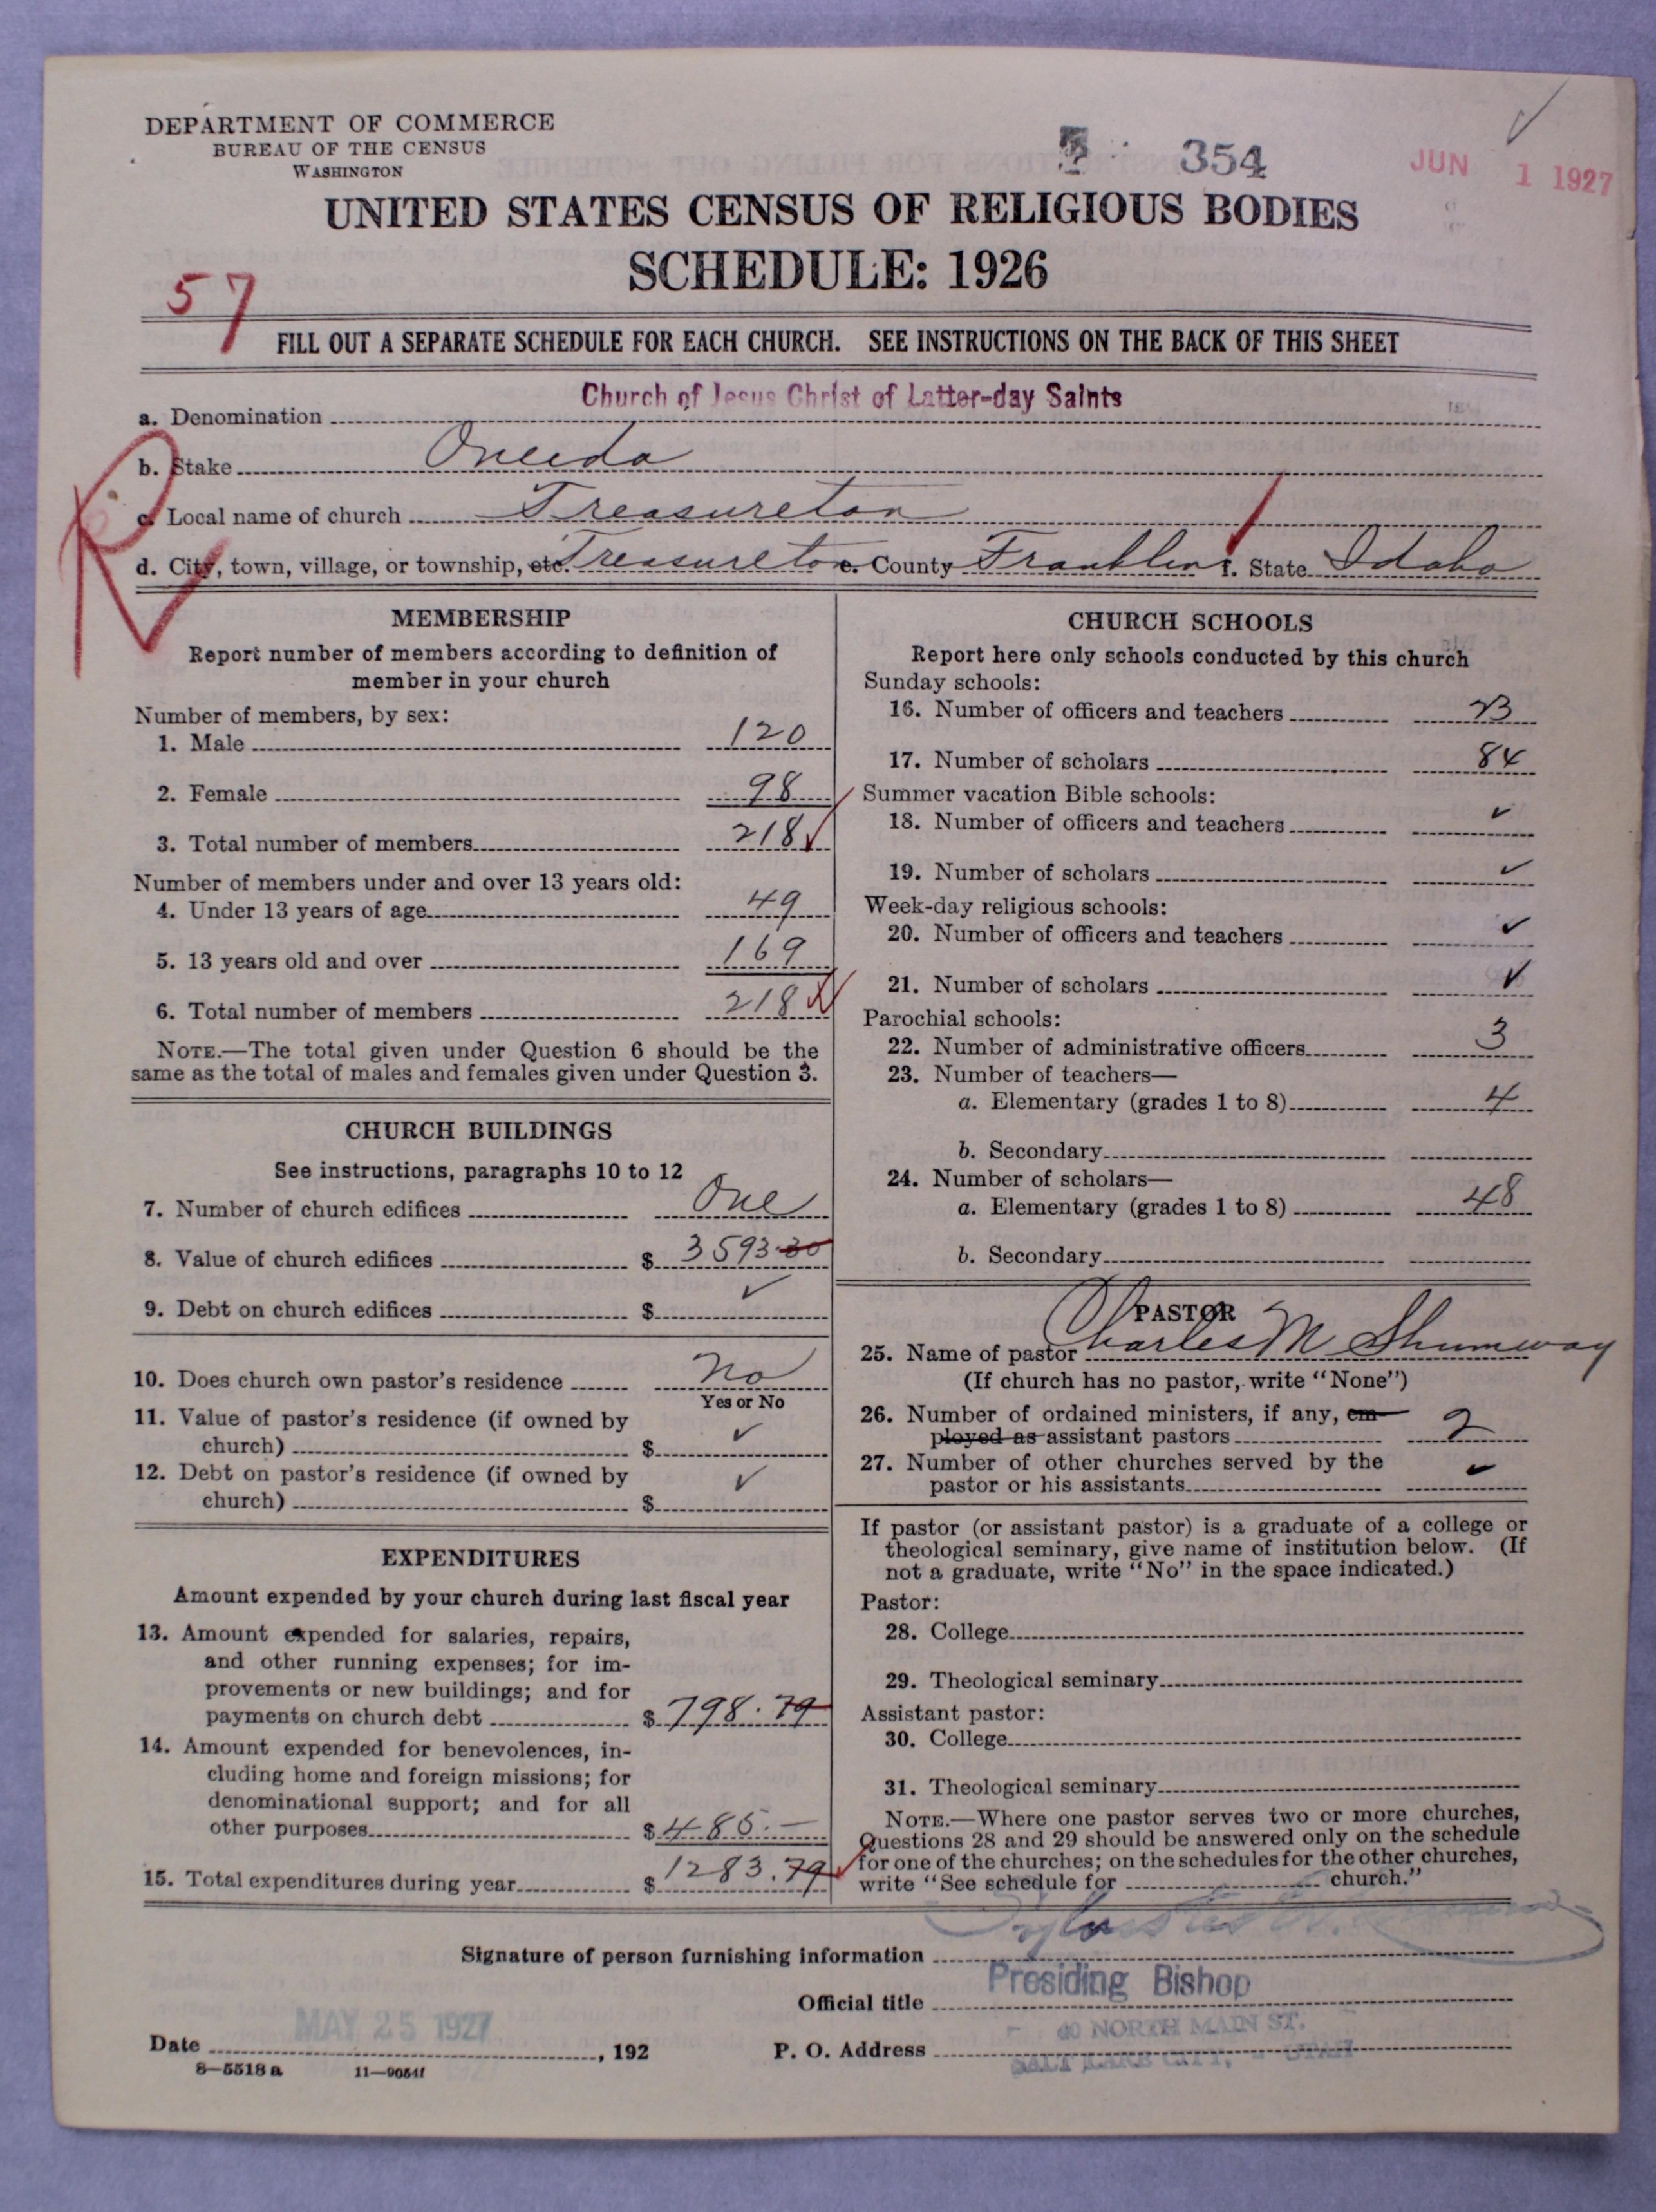 DEPARTMENT OF COMMERCE
BUREAU OF THE CENSUS
WASHINGTON
354
JUN 1 1927
UNITED STATES CENSUS OF RELIGIOUS BODIES
SCHEDULE: 1926
57
FILL OUT A SEPARATE SCHEDULE FOR EACH CHURCH. SEE INSTRUCTIONS ON THE BACK OF THIS SHEET
a. Denomination Church of Jesus Christ of Latter-day Saints
b. Stake Oneida
c. Local name of church Treasureton
d. City, town, village, or township, etc. Treasureton e. County Franklin f. State Idaho
R
MEMBERSHIP
Report number of members according to definition of
member in your church
Number of members, by sex:
1. Male 120
2. Female 98
3. Total number of members 218
Number of members under and over 13 years old:
4. Under 13 years of age 49
5. 13 years old and over 169
6. Total number of members 218
NOTE.—The total given under Question 6 should be the
same as the total of males and females given under Question 3.
CHURCH BUILDINGS
See instructions, paragraphs 10 to 12
7. Number of church edifices One
8. Value of church edifices $ 3593.30
9. Debt on church edifices $ ✓
10. Does church own pastor's residence No
Yes or No
11. Value of pastor's residence (if owned by
church) $ ✓
12. Debt on pastor's residence (if owned by
church) $ ✓
EXPENDITURES
Amount expended by your church during last fiscal year
13. Amount expended for salaries, repairs,
and other running expenses; for im-
provements or new buildings; and for
payments on church debt $ 798.79
14. Amount expended for benevolences, in-
cluding home and foreign missions; for
denominational support; and for all
other purposes $ 485.—
15. Total expenditures during year $ 1283.79
CHURCH SCHOOLS
Report here only schools conducted by this church
Sunday schools:
16. Number of officers and teachers 23
17. Number of scholars 84
Summer vacation Bible schools:
18. Number of officers and teachers ✓
19. Number of scholars ✓
Week-day religious schools:
20. Number of officers and teachers ✓
21. Number of scholars ✓
Parochial schools:
22. Number of administrative officers 3
23. Number of teachers—
a. Elementary (grades 1 to 8) 4
b. Secondary
24. Number of scholars—
a. Elementary (grades 1 to 8) 48
b. Secondary
PASTOR
25. Name of pastor Charles M Shumway
(If church has no pastor, write "None")
26. Number of ordained ministers, if any, em-
ployed as assistant pastors 2
27. Number of other churches served by the
pastor or his assistants ✓
If pastor (or assistant pastor) is a graduate of a college or
theological seminary, give name of institution below. (If
not a graduate, write "No" in the space indicated.)
Pastor:
28. College
29. Theological seminary
Assistant pastor:
30. College
31. Theological seminary
NOTE.—Where one pastor serves two or more churches,
Questions 28 and 29 should be answered only on the schedule
for one of the churches; on the schedules for the other churches,
write "See schedule for church."
Signature of person furnishing information
Official title Presiding Bishop
Date MAY 25 1927, 192
P. O. Address 40 NORTH MAIN ST.
SALT LAKE CITY, - UTAH
8—5518 a 11—9054f